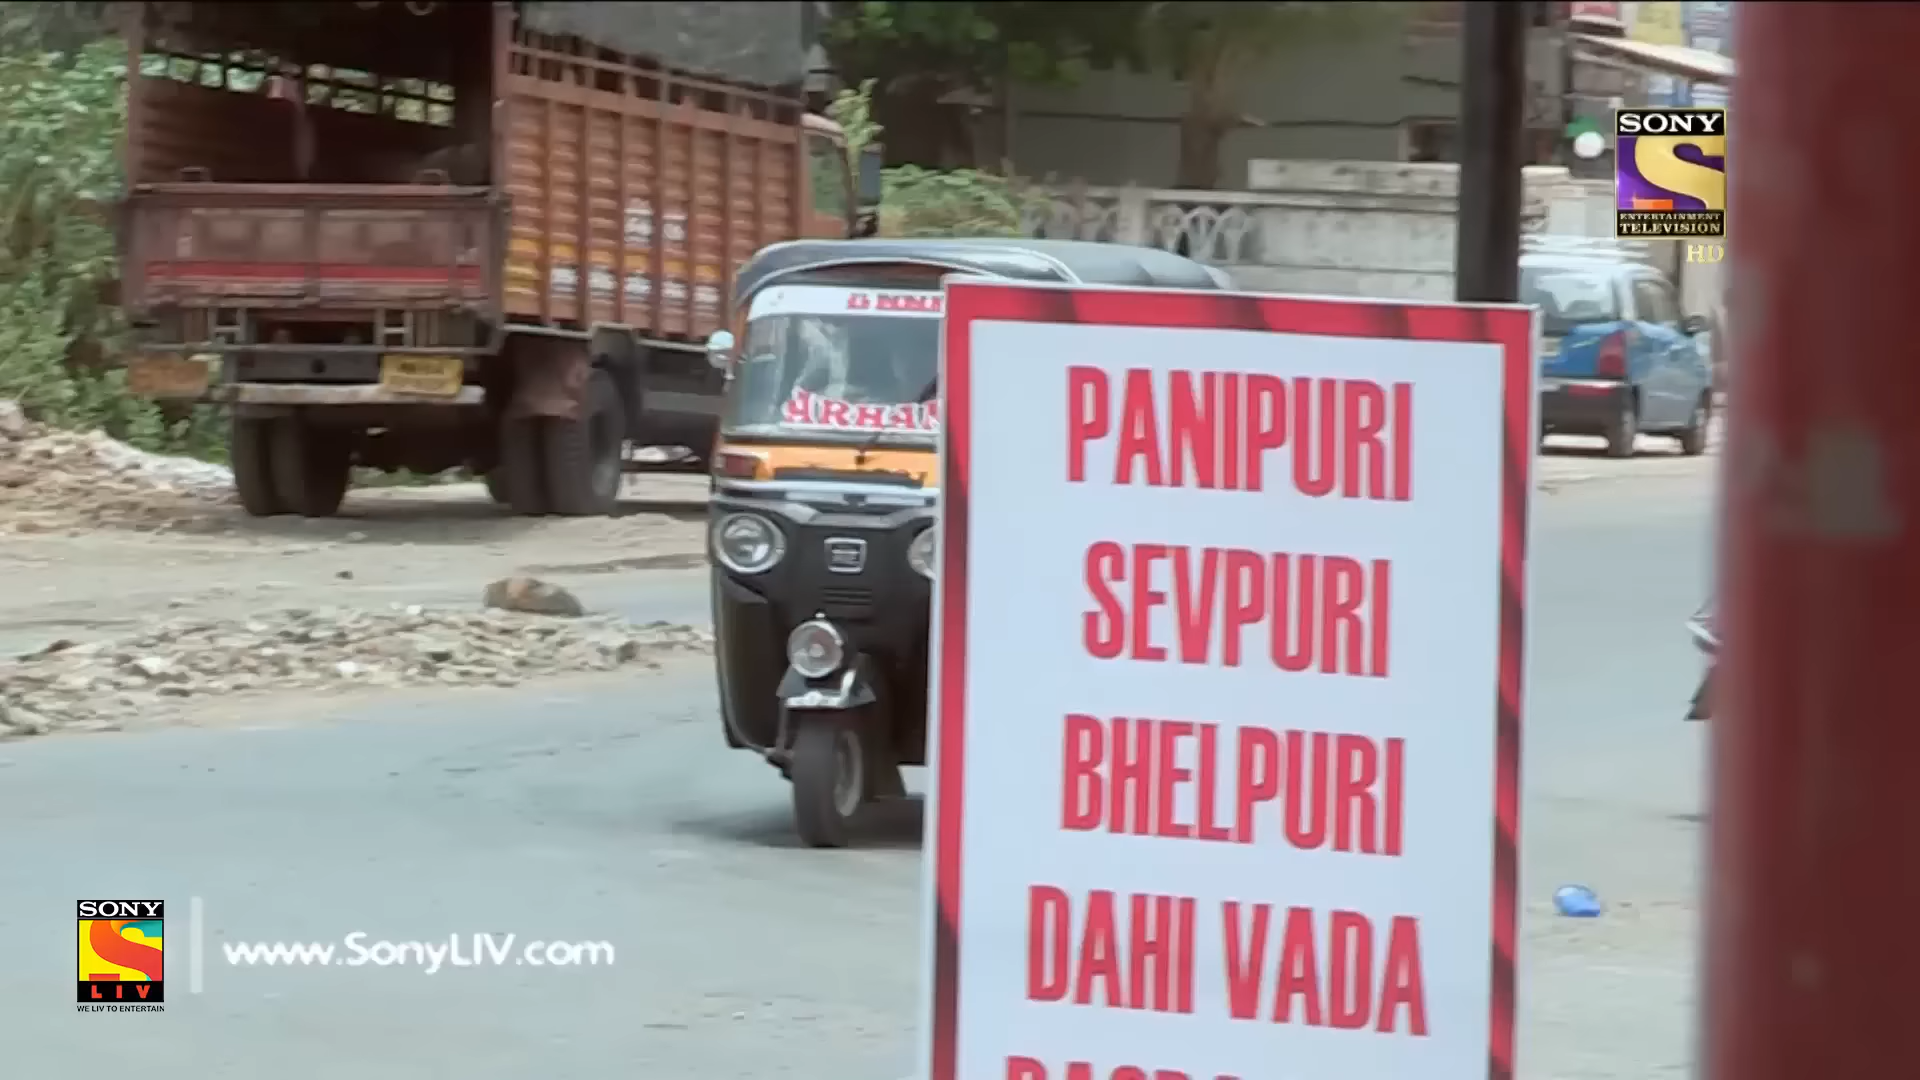 SONY
ENTERTAINMENT
TELEVISION
HD
PANIPURI
SEVPURI
BHELPURI
DAHI VADA
SONY
LIV
WE LIV TO ENTERTAIN
www.SonyLIV.com